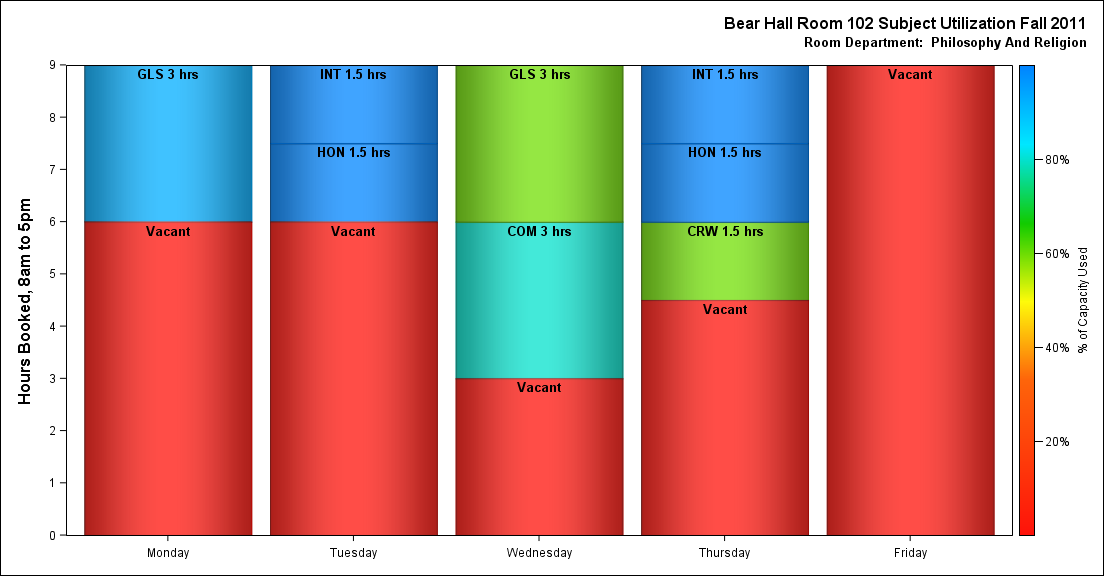 Bear Hall Room 102 Subject Utilization Fall 2011
Room Department:  Philosophy And Religion
Hours Booked, 8am to 5pm
9
8
7
6
5
4
3
2
1
0
GLS 3 hrs
Vacant
INT 1.5 hrs
HON 1.5 hrs
Vacant
GLS 3 hrs
COM 3 hrs
Vacant
INT 1.5 hrs
HON 1.5 hrs
CRW 1.5 hrs
Vacant
Vacant
Monday
Tuesday
Wednesday
Thursday
Friday
80%
60%
40%
20%
% of Capacity Used